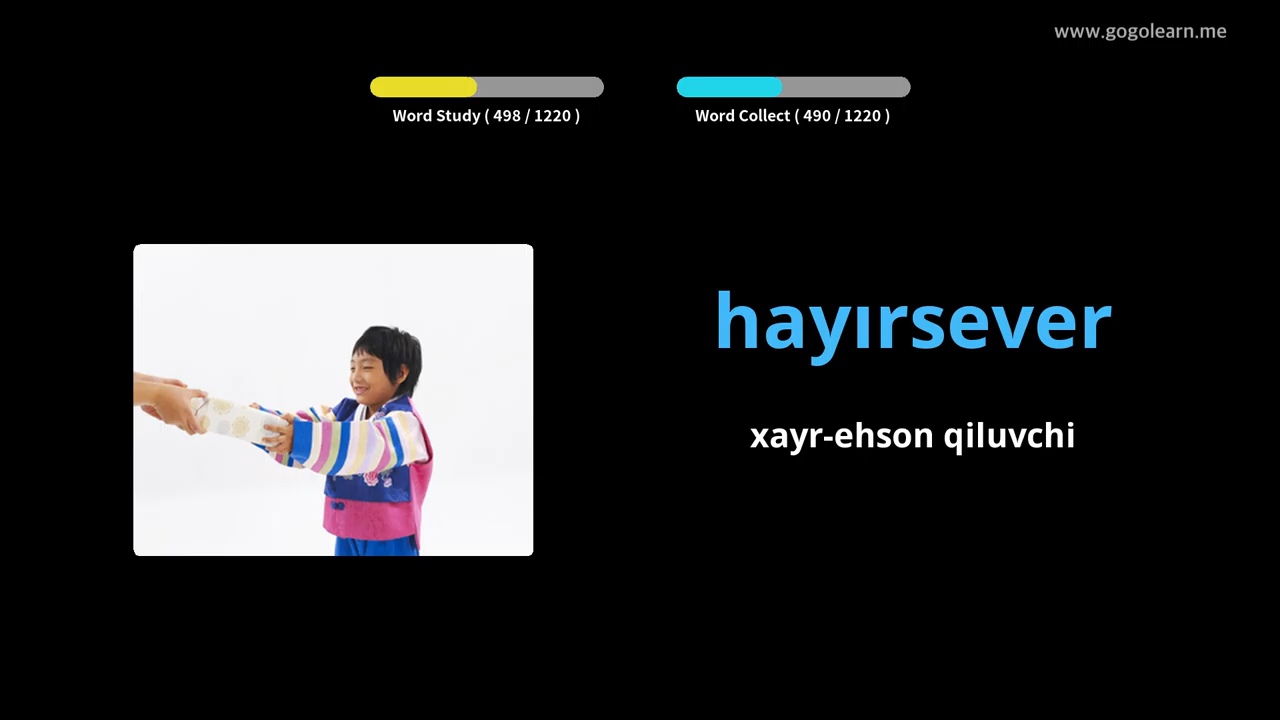 www.gogolearn.me
Word Study ( 498 / 1220 )
Word Collect ( 490 / 1220 )
hayırsever
xayr-ehson qiluvchi